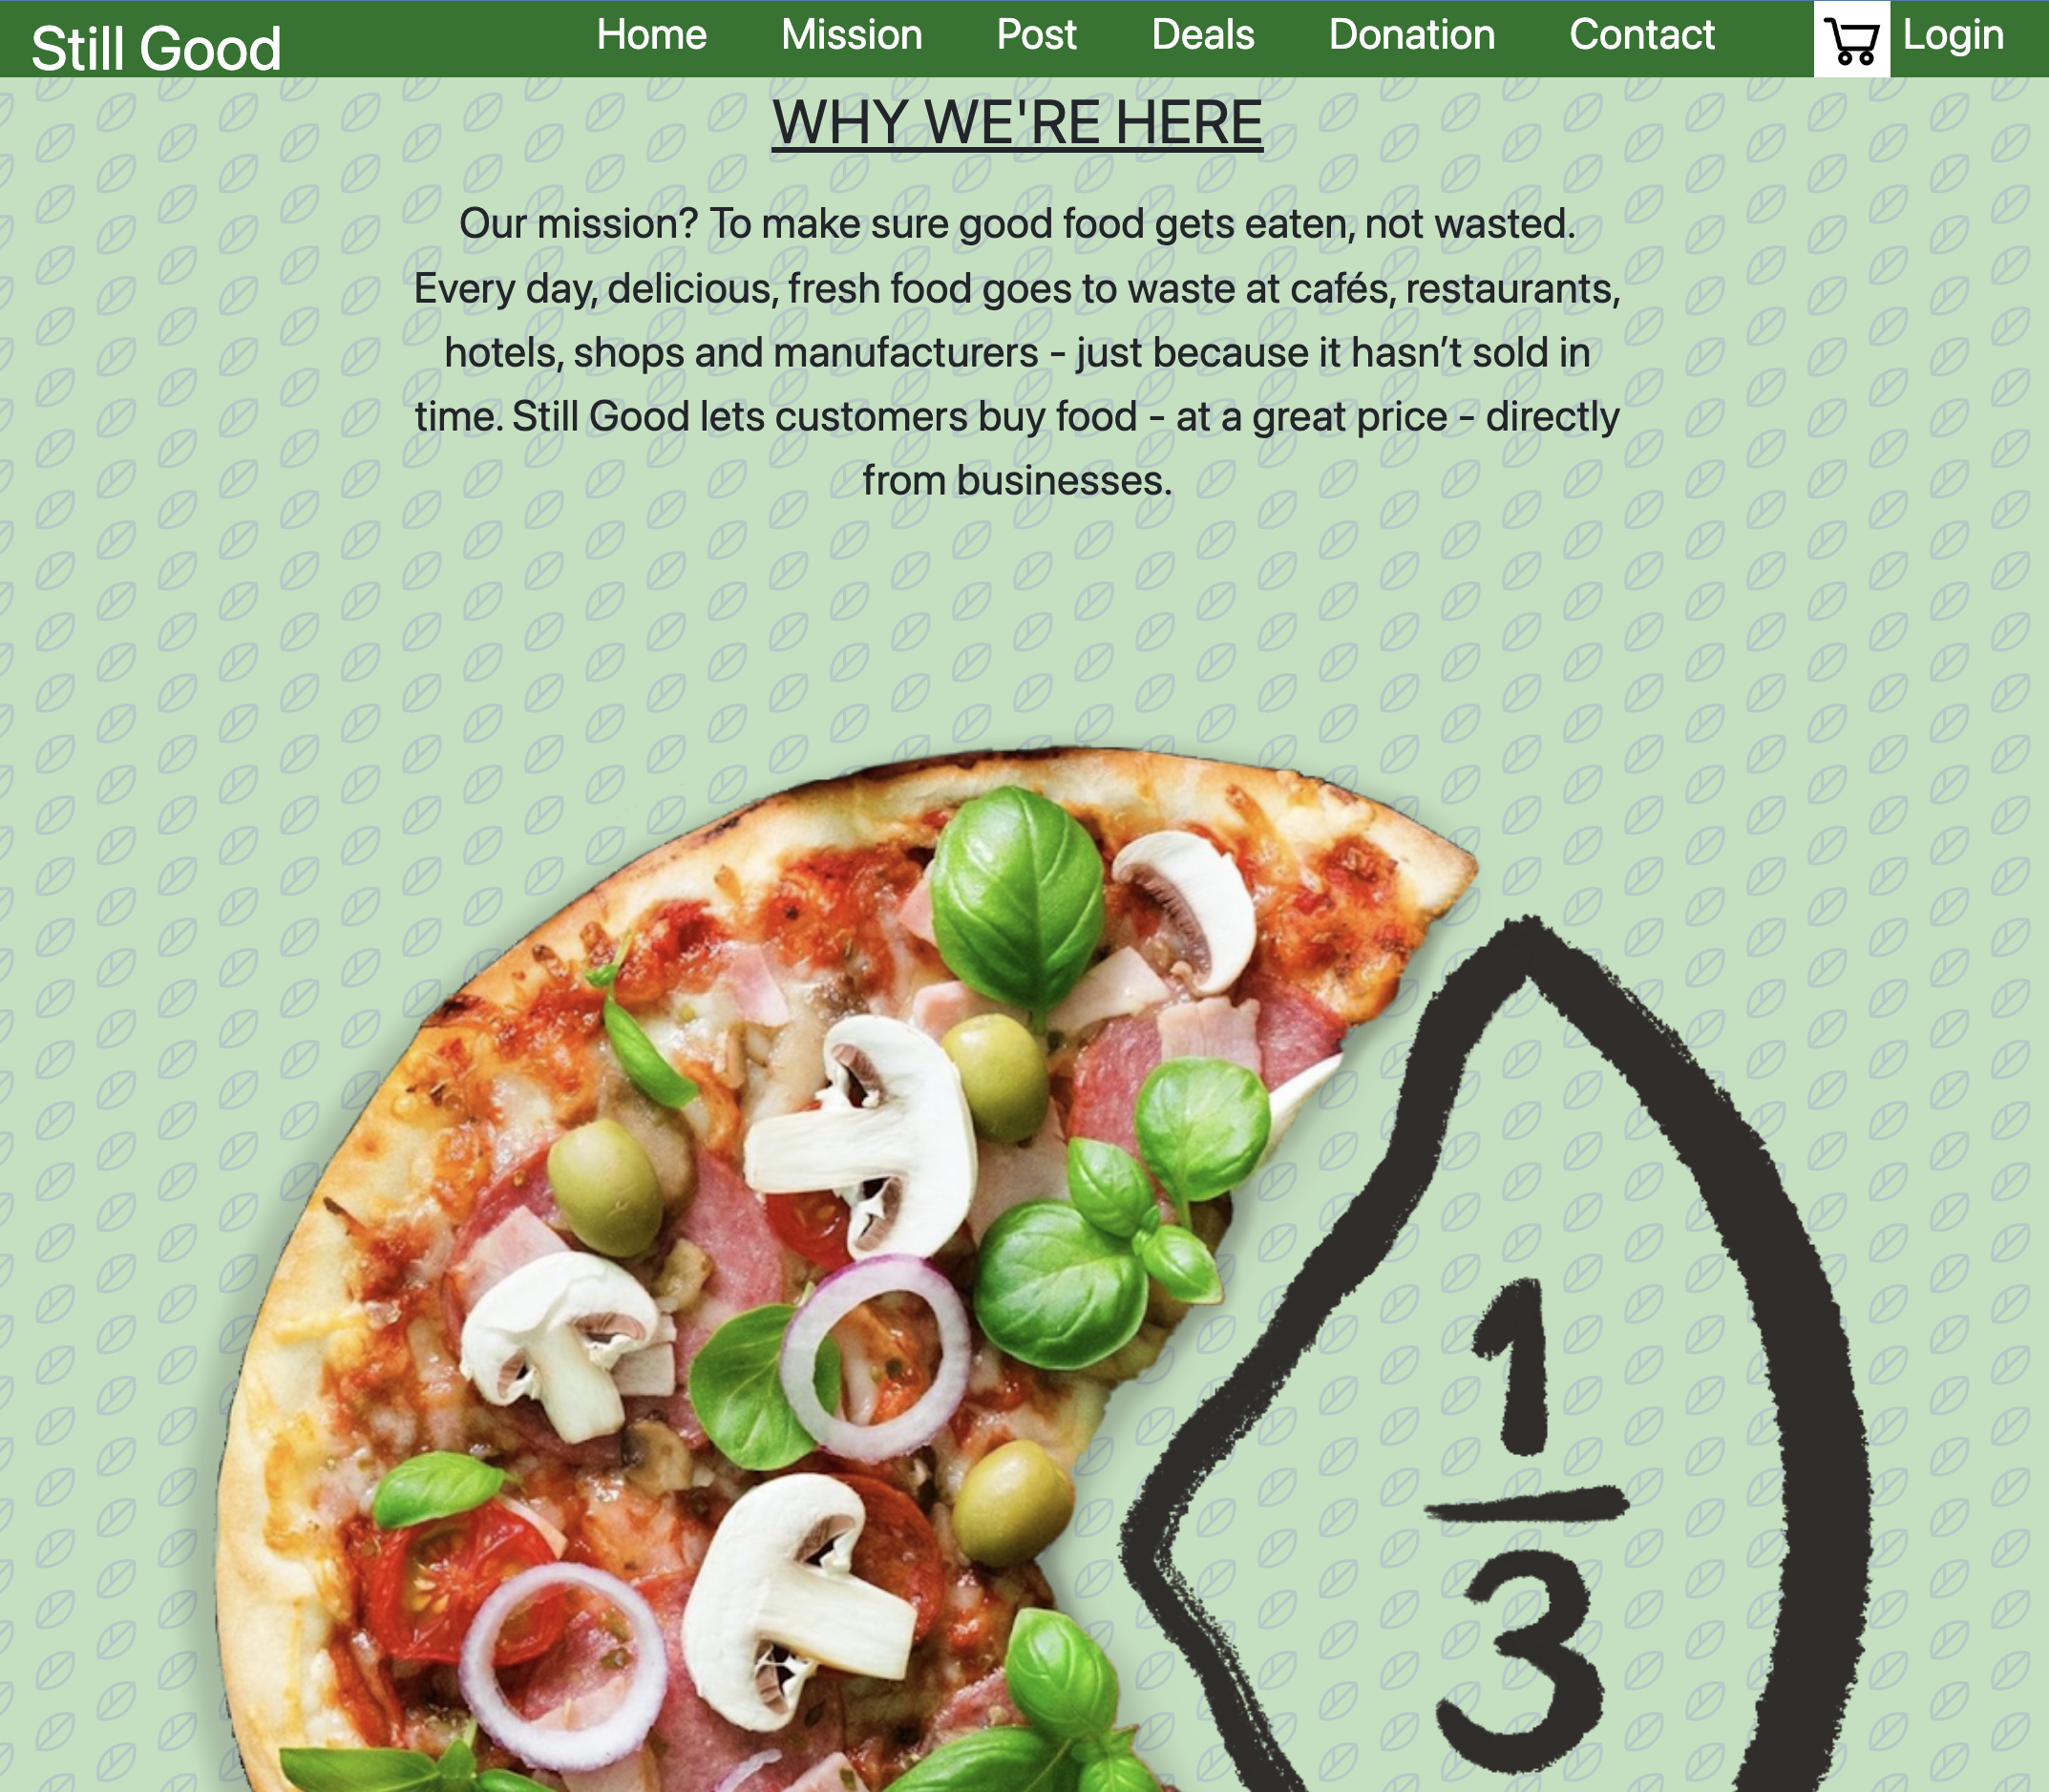 Still Good
Home Mission Post Deals Donation Contact Login
WHY WE'RE HERE
Our mission? To make sure good food gets eaten, not wasted.
Every day, delicious, fresh food goes to waste at cafés, restaurants,
hotels, shops and manufacturers - just because it hasn’t sold in
time. Still Good lets customers buy food - at a great price - directly
from businesses.
1
3